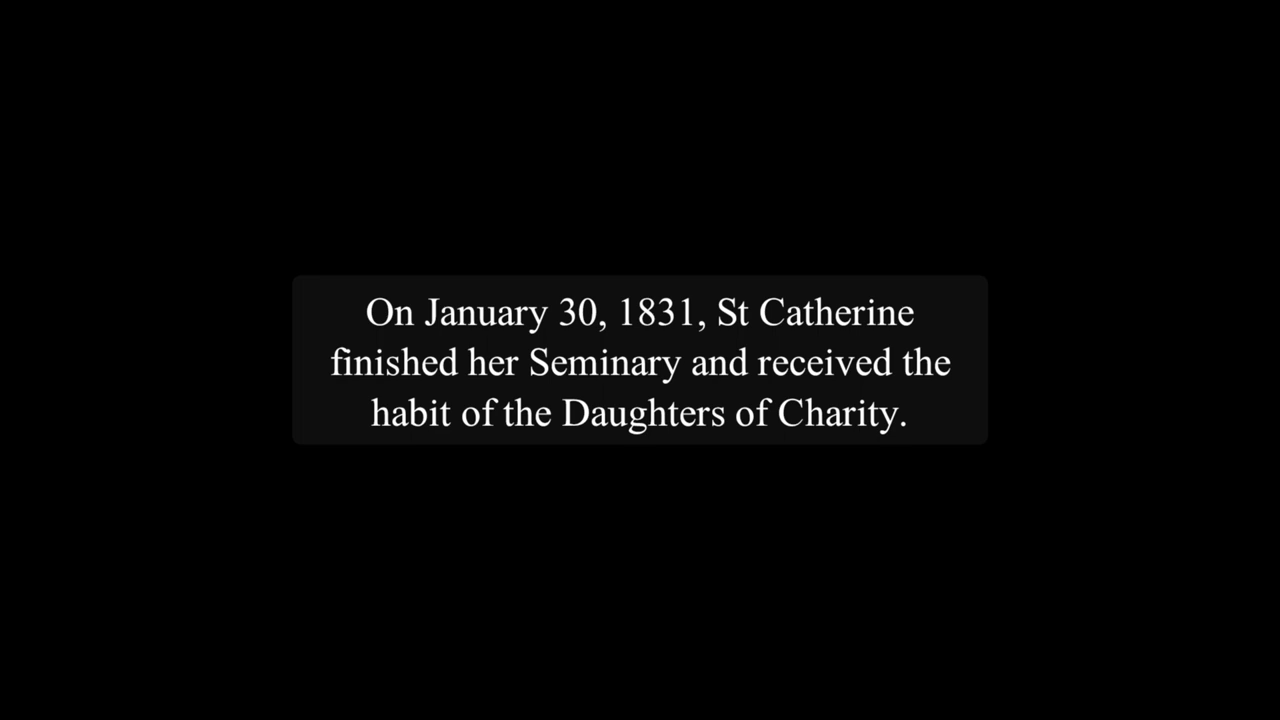 On January 30, 1831, St Catherine
finished her Seminary and received the
habit of the Daughters of Charity.